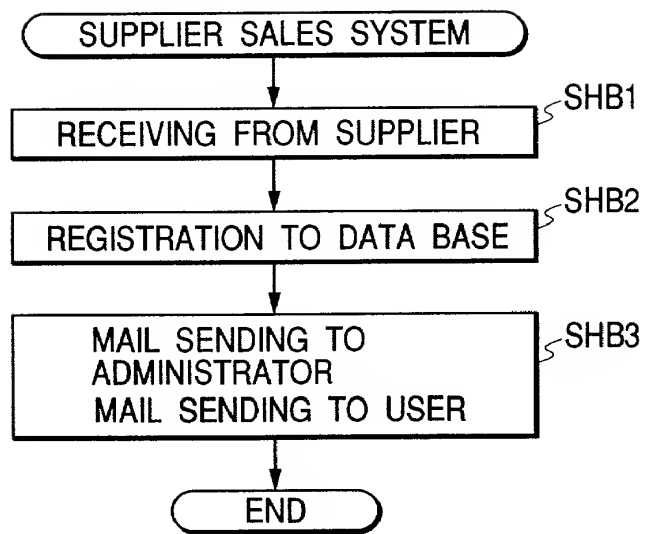 SUPPLIER SALES SYSTEM
SHB1
RECEIVING FROM SUPPLIER
SHB2
REGISTRATION TO DATA BASE
SHB3
MAIL SENDING TO
ADMINISTRATOR
MAIL SENDING TO USER
END